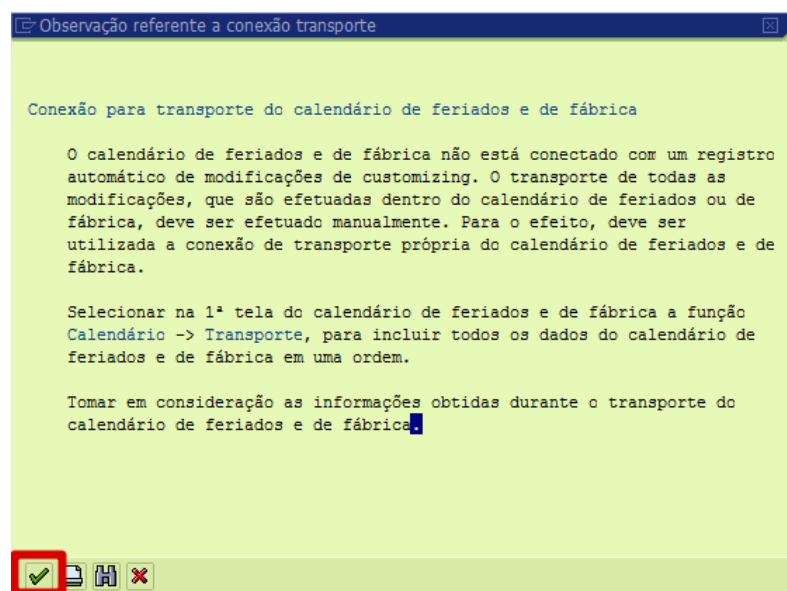 Observação referente a conexão transporte
Conexão para transporte do calendário de feriados e de fábrica
O calendário de feriados e de fábrica não está conectado com um registro
automático de modificações de customizing. O transporte de todas as
modificações, que são efetuadas dentro do calendário de feriados ou de
fábrica, deve ser efetuado manualmente. Para o efeito, deve ser
utilizada a conexão de transporte própria do calendário de feriados e de
fábrica.
Selecionar na 1ª tela do calendário de feriados e de fábrica a função
Calendário -> Transporte, para incluir todos os dados do calendário de
feriados e de fábrica em uma ordem.
Tomar em consideração as informações obtidas durante o transporte do
calendário de feriados e de fábrica.